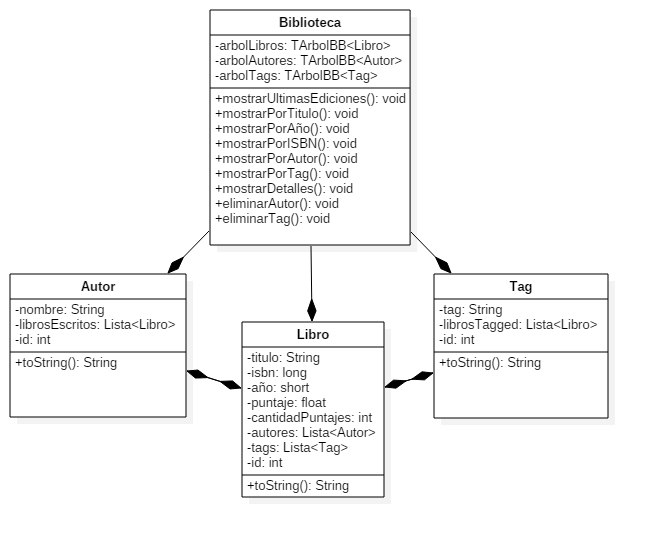 Biblioteca
-arbolLibros: TArbolBB<Libro>
-arbolAutores: TArbolBB<Autor>
-arbolTags: TArbolBB<Tag>
+mostrarUltimasEdiciones(): void
+mostrarPorTitulo(): void
+mostrarPorAño(): void
+mostrarPorISBN(): void
+mostrarPorAutor(): void
+mostrarPorTag(): void
+mostrarDetalles(): void
+eliminarAutor(): void
+eliminarTag(): void
Autor
-nombre: String
-librosEscritos: Lista<Libro>
-id: int
+toString(): String
Libro
-titulo: String
-isbn: long
-año: short
-puntaje: float
-cantidadPuntajes: int
-autores: Lista<Autor>
-tags: Lista<Tag>
-id: int
+toString(): String
Tag
-tag: String
-librosTagged: Lista<Libro>
-id: int
+toString(): String